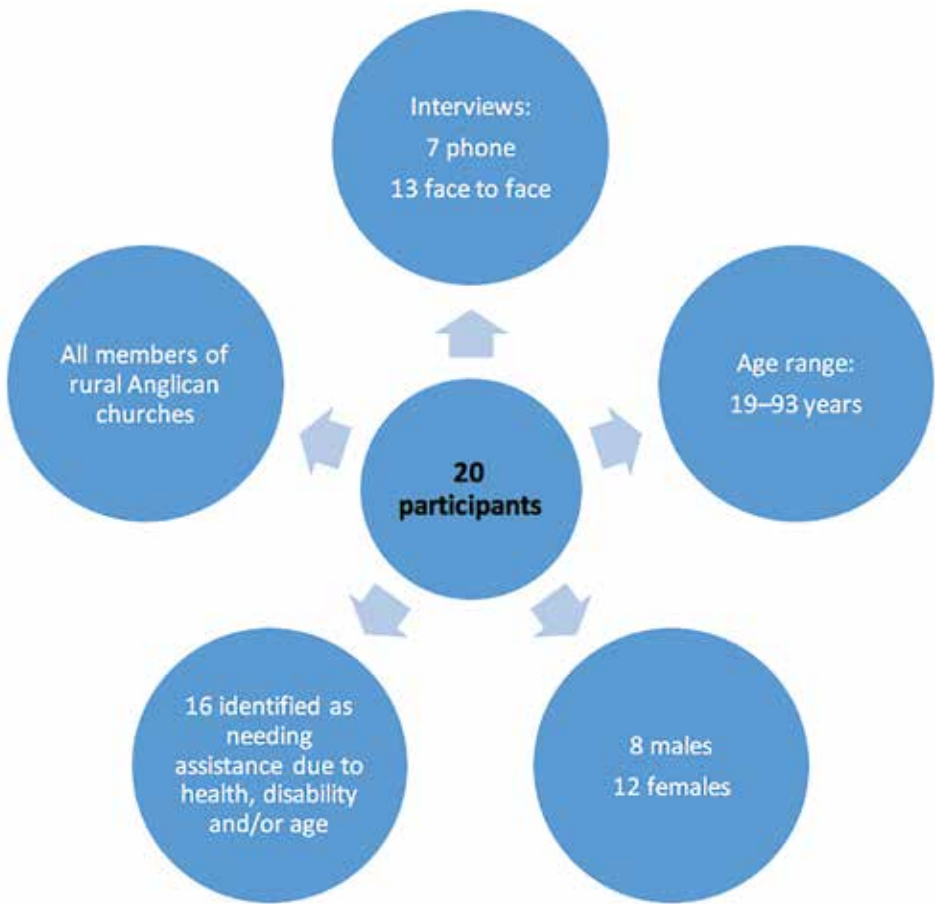 Interviews:
7 phone
13 face to face
All members of
rural Anglican
churches
Age range:
19–93 years
20
participants
16 identified as
needing
assistance due to
health, disability
and/or age
8 males
12 females